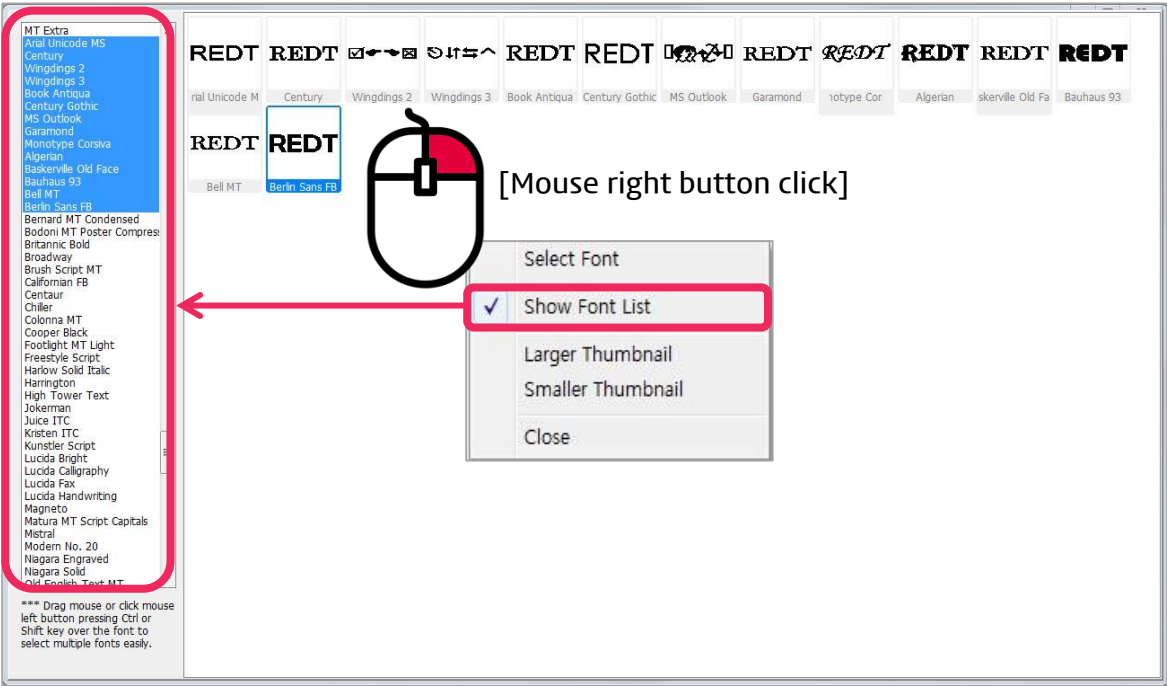 MT Extra
Arial Unicode MS
Century
Wingdings 2
Wingdings 3
Book Antiqua
Century Gothic
MS Outlook
Garamond
Monotype Corsiva
Algerian
Baskerville Old Face
Bauhaus 93
Bell MT
Berlin Sans FB
Bernard MT Condensed
Bodoni MT Poster Compres
Britannic Bold
Broadway
Brush Script MT
Californian FB
Centaur
Chiller
Colonna MT
Cooper Black
Footlight MT Light
Freestyle Script
Harlow Solid Italic
Harrington
High Tower Text
Jokerman
Juice ITC
Kristen ITC
Kunstler Script
Lucida Bright
Lucida Calligraphy
Lucida Fax
Lucida Handwriting
Magneto
Matura MT Script Capitals
Mistral
Modern No. 20
Niagara Engraved
Niagara Solid
Old English Text MT
*** Drag mouse or click mouse
left button pressing Ctrl or
Shift key over the font to
select multiple fonts easily.
REDT REDT REDT REDT REDT REDT REDT REDT REDT
rial Unicode M Century Wingdings 2 Wingdings 3 Book Antiqua Century Gothic MS Outlook Garamond notype Cor Algerian skerville Old Fa Bauhaus 93
REDT REDT
Bell MT Berlin Sans FB
[Mouse right button click]
Select Font
✓ Show Font List
Larger Thumbnail
Smaller Thumbnail
Close